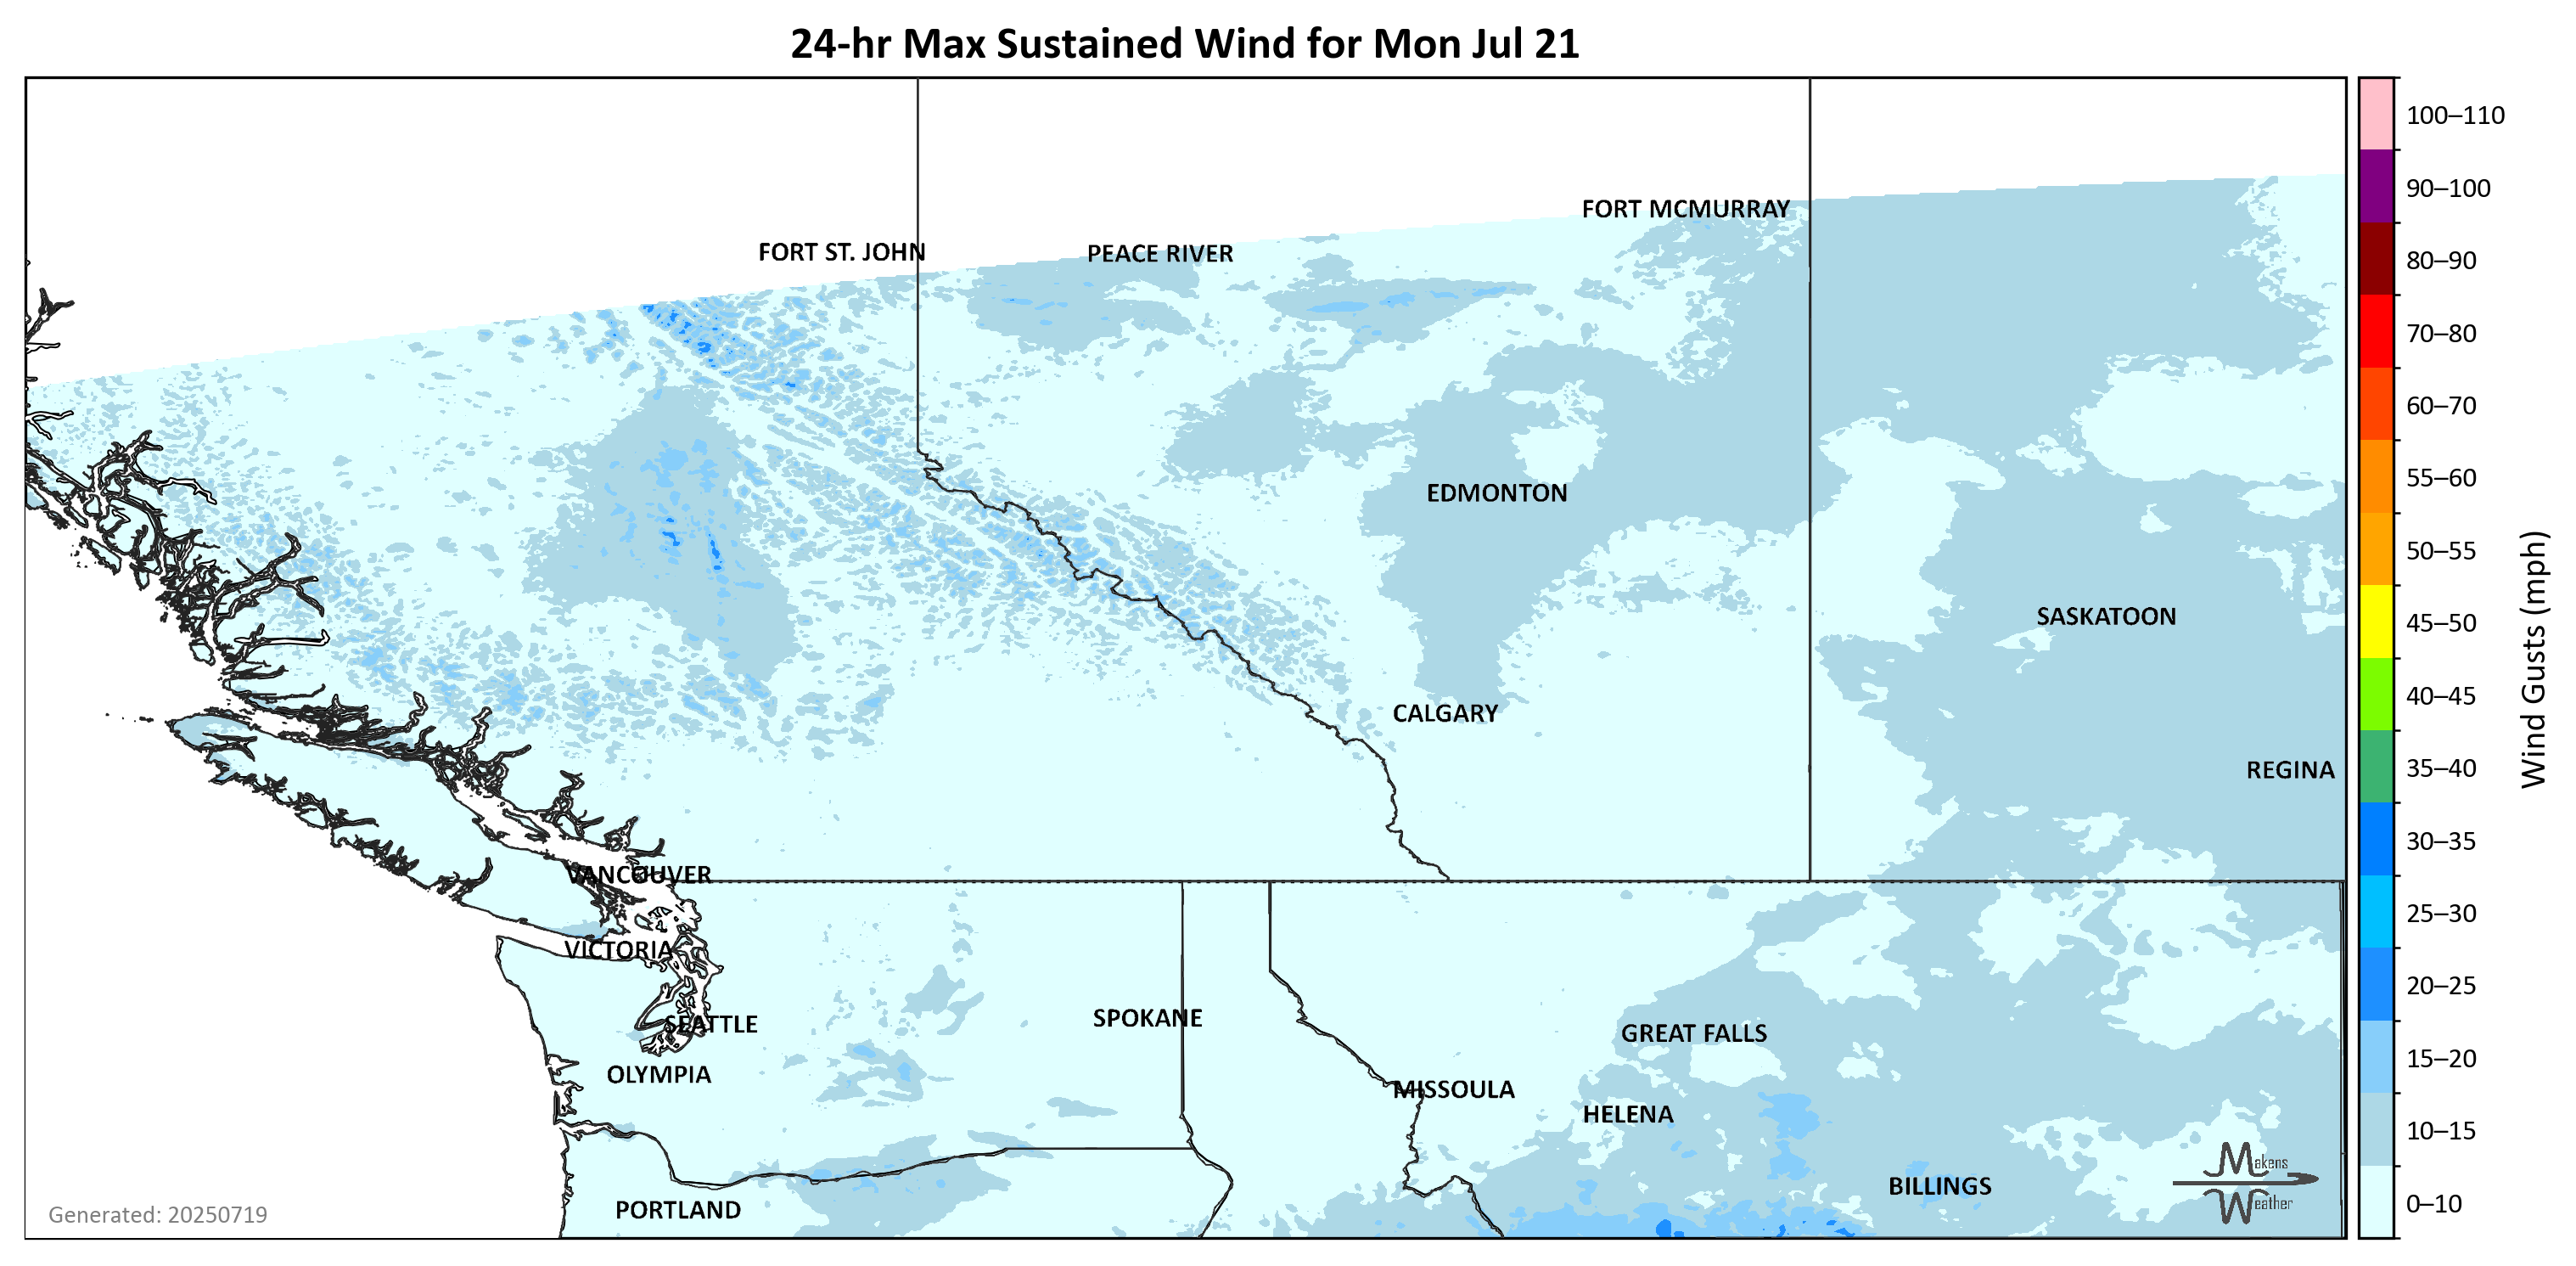 24-hr Max Sustained Wind for Mon Jul 21
FORT MCMURRAY
FORT ST. JOHN
PEACE RIVER
EDMONTON
SASKATOON
CALGARY
REGINA
VANCOUVER
VICTORIA
SEATTLE
SPOKANE
GREAT FALLS
OLYMPIA
MISSOULA
HELENA
BILLINGS
PORTLAND
Generated: 20250719
Makens
Weather
100–110
90–100
80–90
70–80
60–70
55–60
50–55
45–50
40–45
35–40
30–35
25–30
20–25
15–20
10–15
0–10
Wind Gusts (mph)